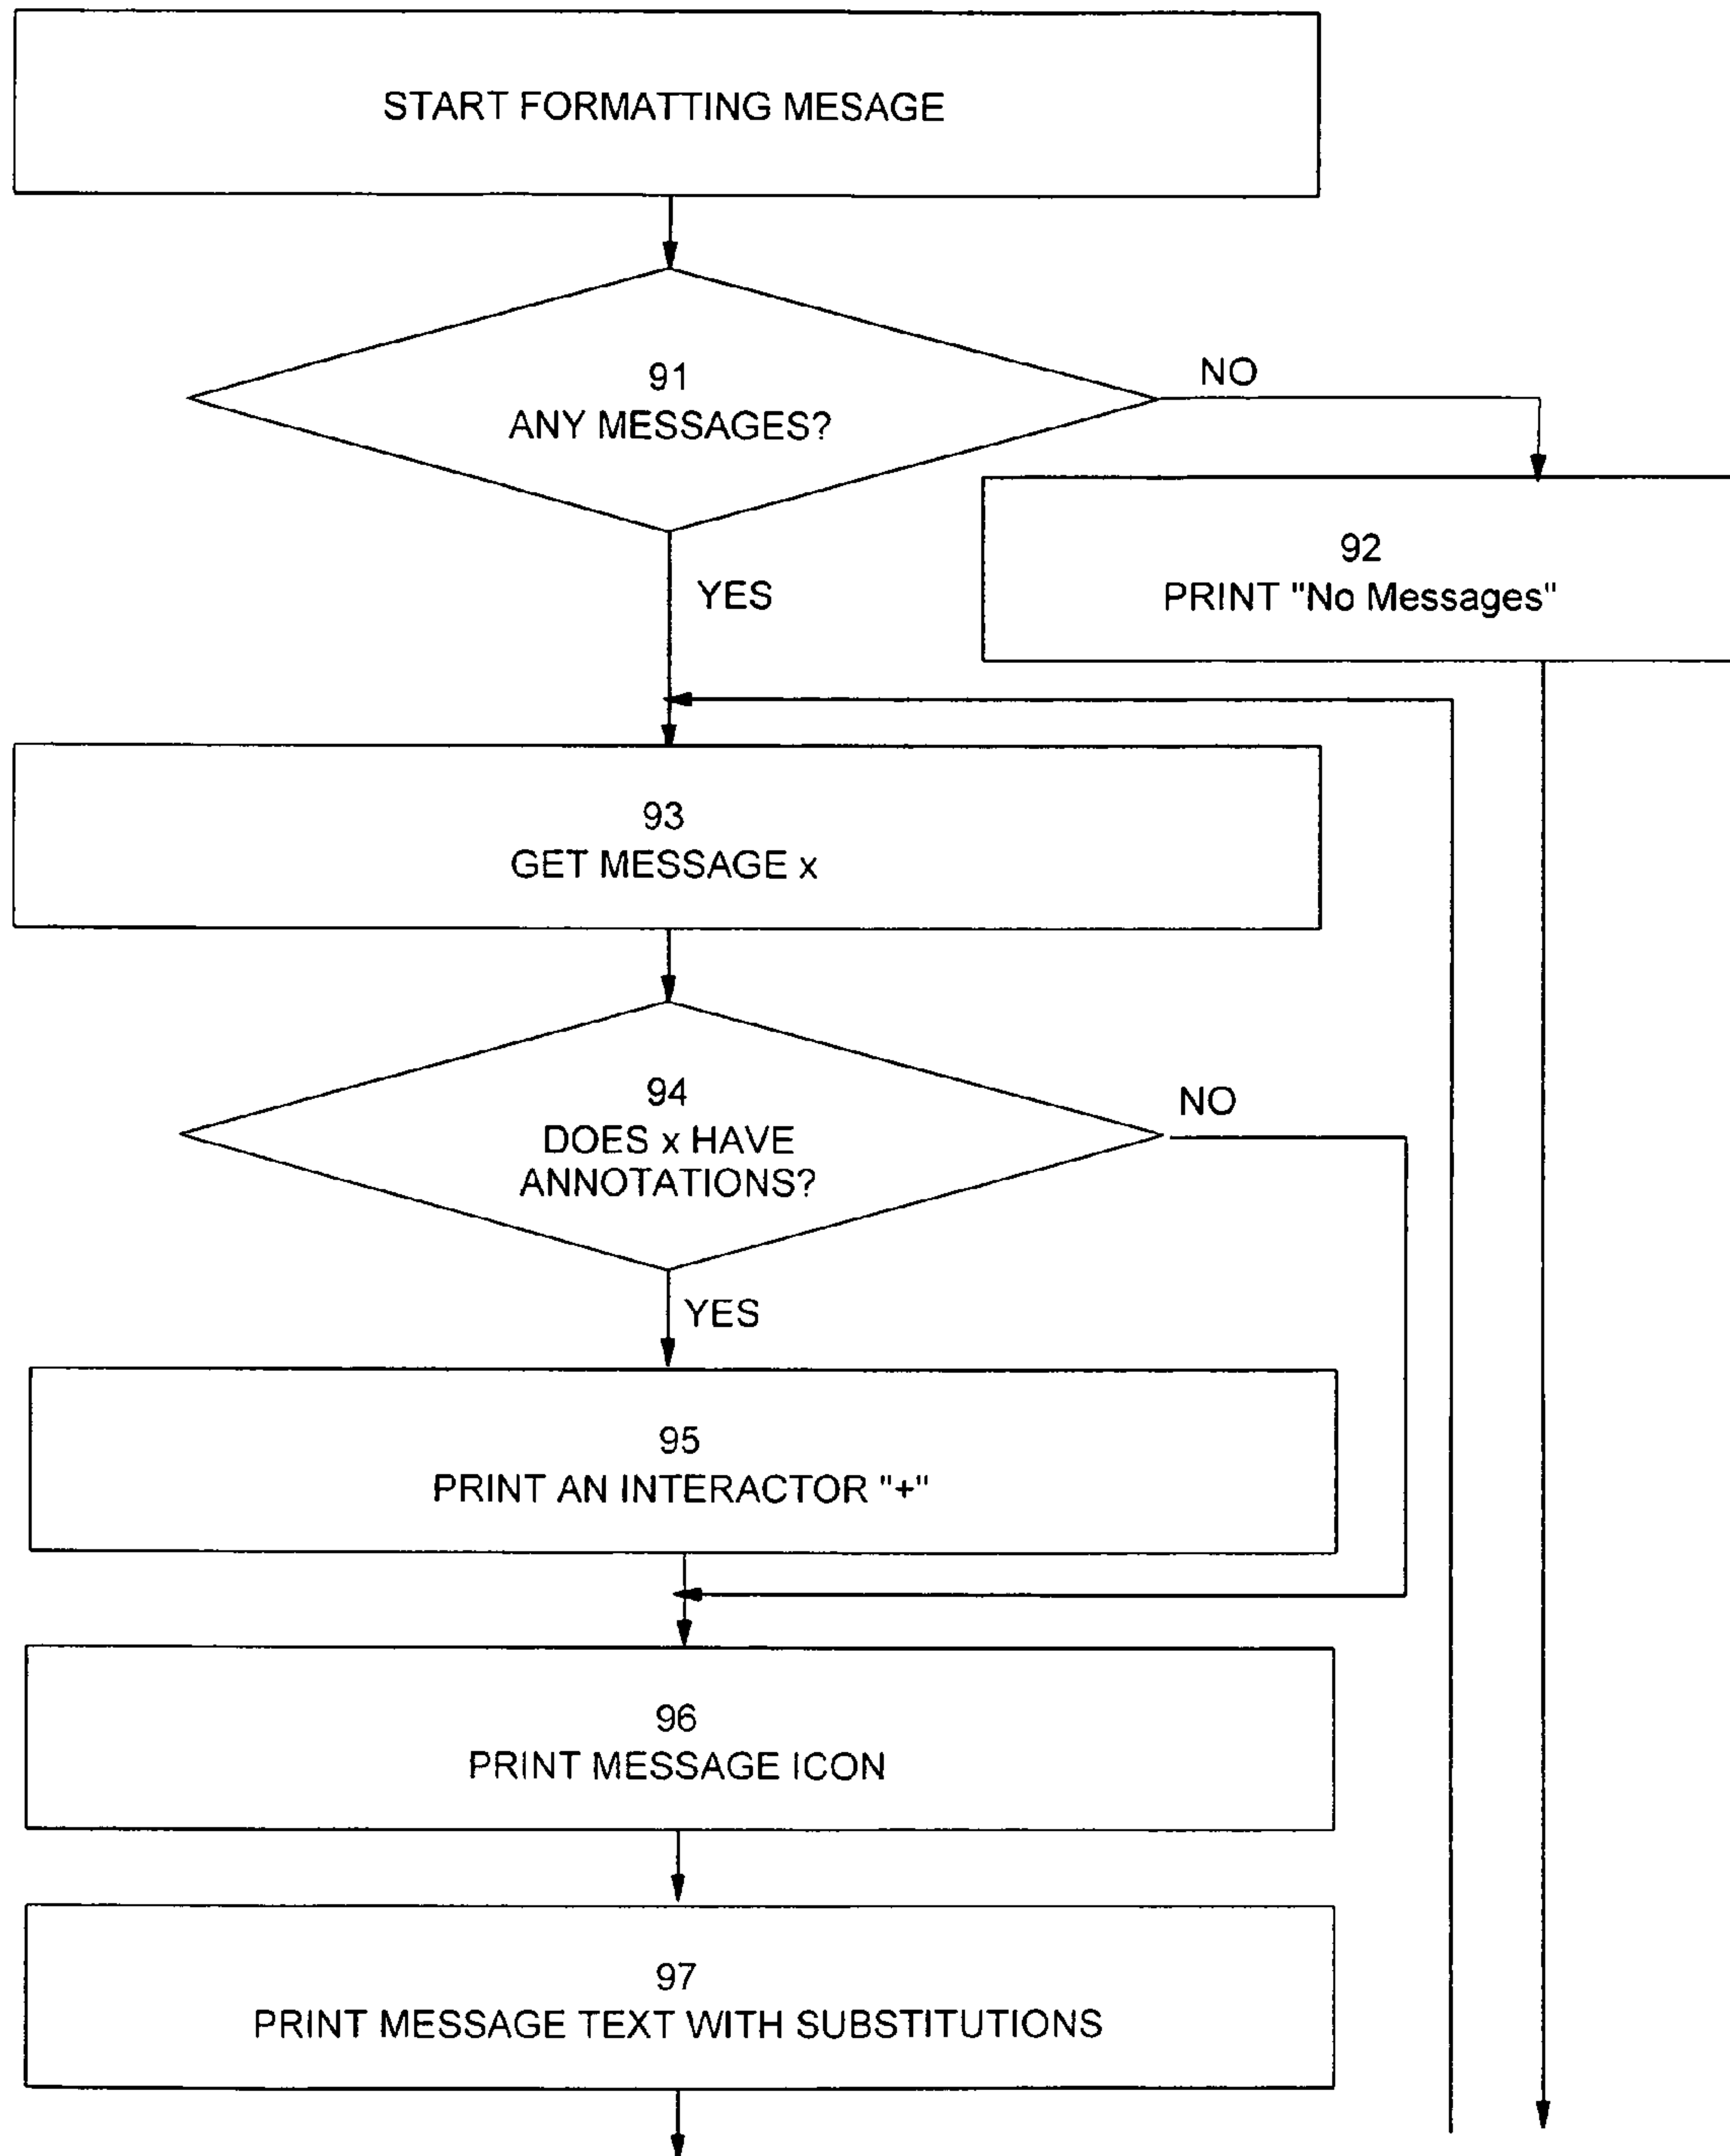 START FORMATTING MESAGE
91
ANY MESSAGES?
NO
92
PRINT "No Messages"
YES
93
GET MESSAGE x
94
DOES x HAVE
ANNOTATIONS?
NO
YES
95
PRINT AN INTERACTOR "+"
96
PRINT MESSAGE ICON
97
PRINT MESSAGE TEXT WITH SUBSTITUTIONS